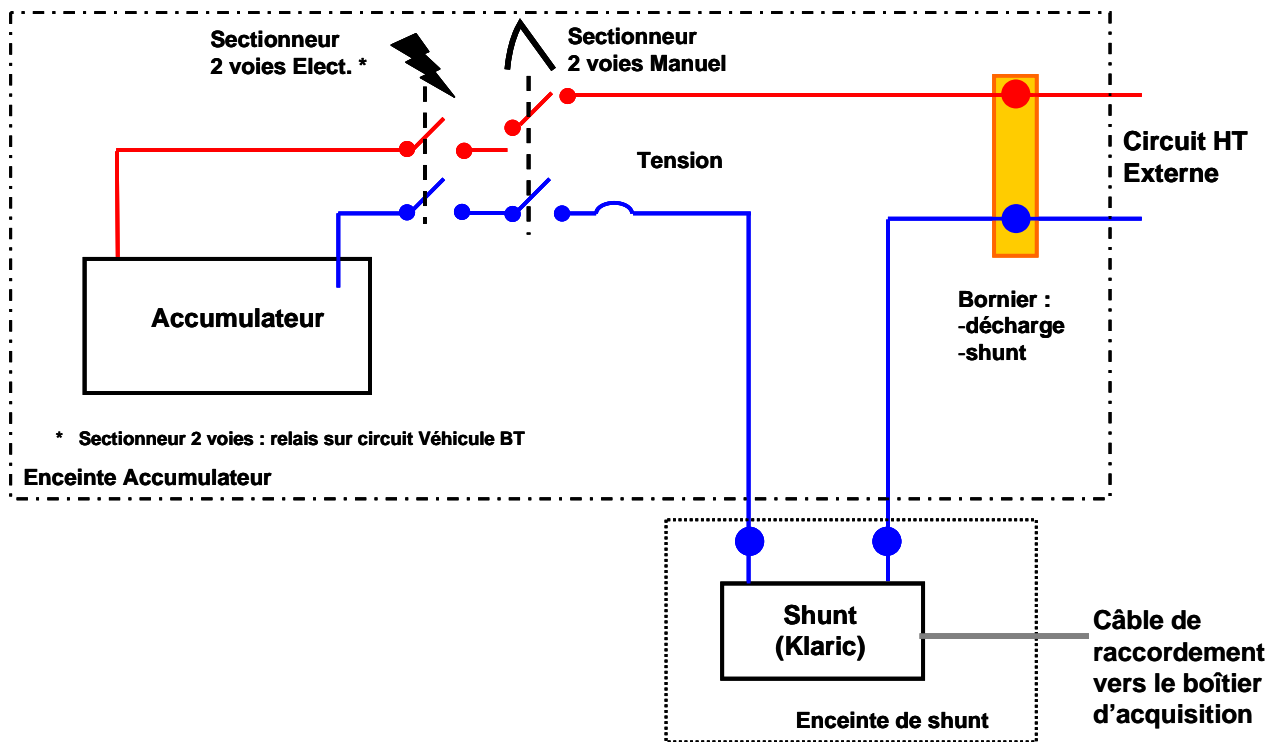 Sectionneur
2 voies Elect. *
Sectionneur
2 voies Manuel
Tension
Circuit HT
Externe
Accumulateur
Bornier :
-décharge
-shunt
* Sectionneur 2 voies : relais sur circuit Véhicule BT
Enceinte Accumulateur
Shunt
(Klaric)
Câble de
raccordement
vers le boîtier
d'acquisition
Enceinte de shunt